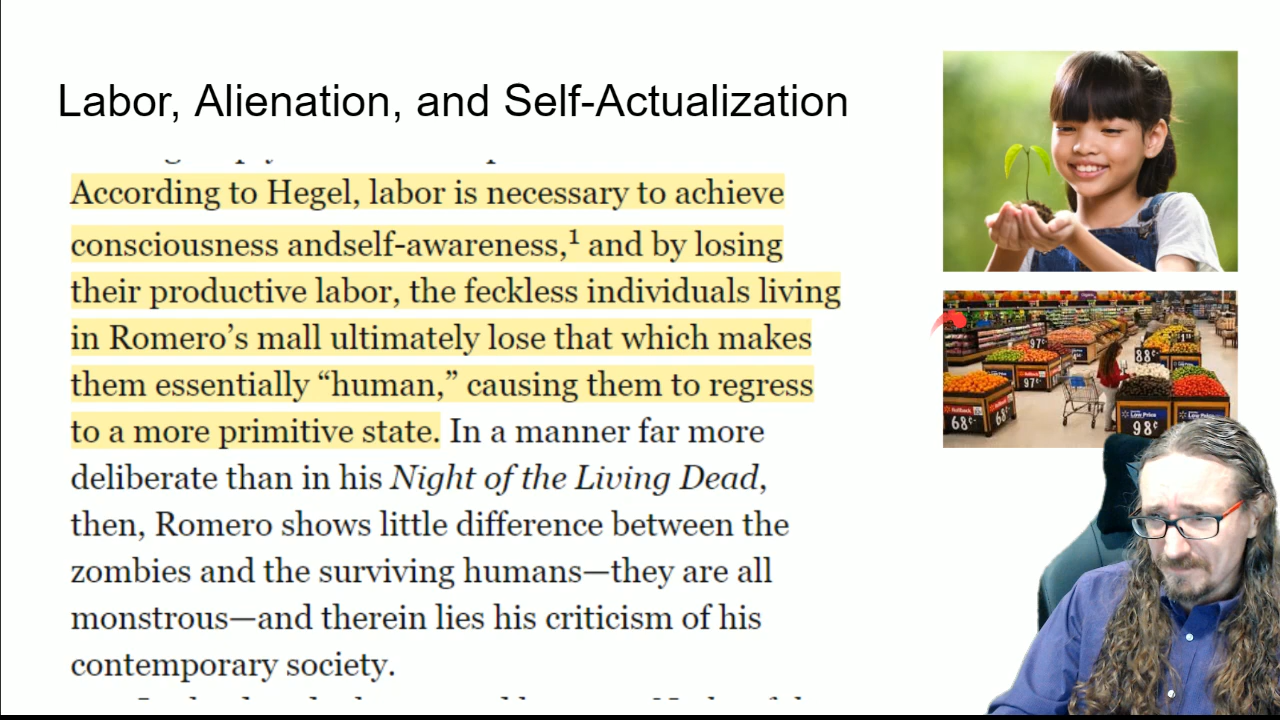 Labor, Alienation, and Self-Actualization
According to Hegel, labor is necessary to achieve
consciousness andself-awareness,¹ and by losing
their productive labor, the feckless individuals living
in Romero’s mall ultimately lose that which makes
them essentially “human,” causing them to regress
to a more primitive state. In a manner far more
deliberate than in his Night of the Living Dead,
then, Romero shows little difference between the
zombies and the surviving humans—they are all
monstrous—and therein lies his criticism of his
contemporary society.
97¢
88¢
97¢
68¢
68
98¢